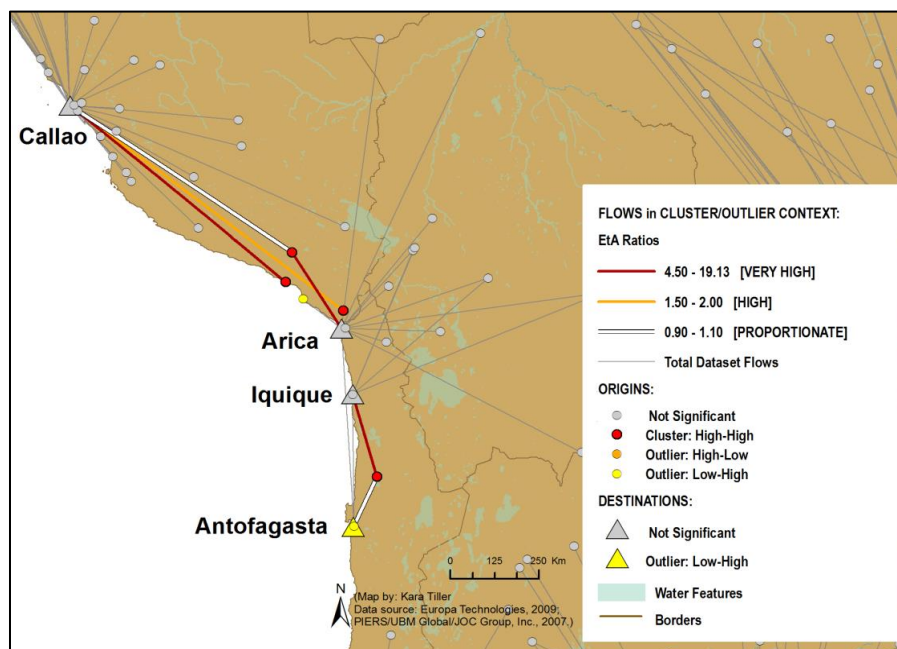 Callao
Arica
Iquique
Antofagasta
FLOWS in CLUSTER/OUTLIER CONTEXT:
EtA Ratios
4.50 - 19.13 [VERY HIGH]
1.50 - 2.00 [HIGH]
0.90 - 1.10 [PROPORTIONATE]
Total Dataset Flows
ORIGINS:
Not Significant
Cluster: High-High
Outlier: High-Low
Outlier: Low-High
DESTINATIONS:
Not Significant
Outlier: Low-High
Water Features
Borders
0 125 250 Km
N
(Map by: Kara Tiller
Data source: Europa Technologies, 2009;
PIERS/UBM Global/JOC Group, Inc., 2007.)